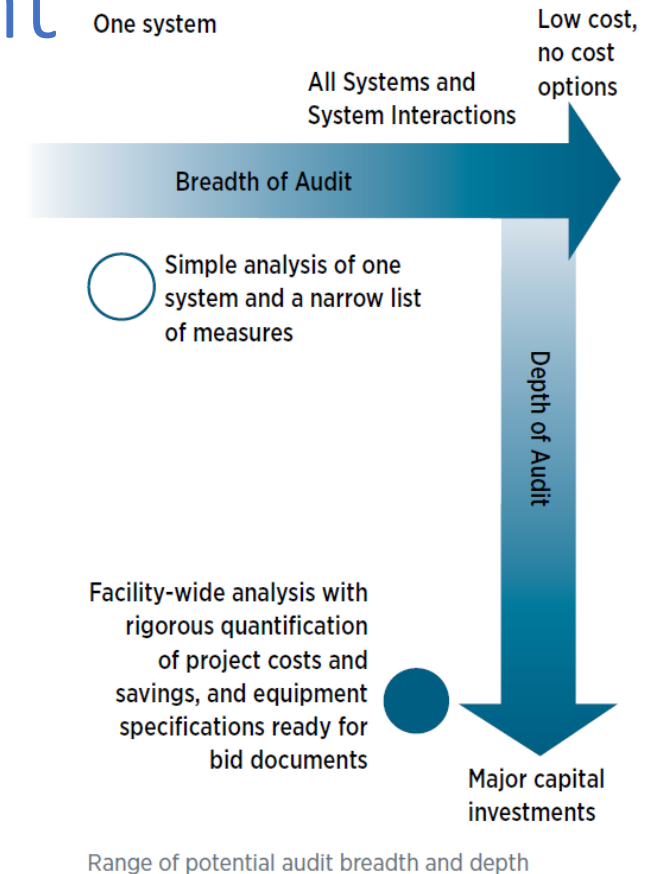 nt
One system
Low cost,
no cost
options
All Systems and
System Interactions
Breadth of Audit
Simple analysis of one
system and a narrow list
of measures
Depth of Audit
Facility-wide analysis with
rigorous quantification
of project costs and
savings, and equipment
specifications ready for
bid documents
Major capital
investments
Range of potential audit breadth and depth